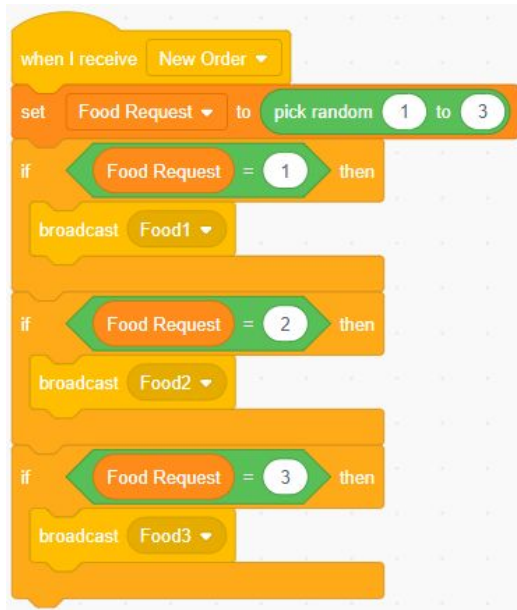 when I receive New Order
set Food Request to pick random 1 to 3
if Food Request = 1 then
broadcast Food1
if Food Request = 2 then
broadcast Food2
if Food Request = 3 then
broadcast Food3